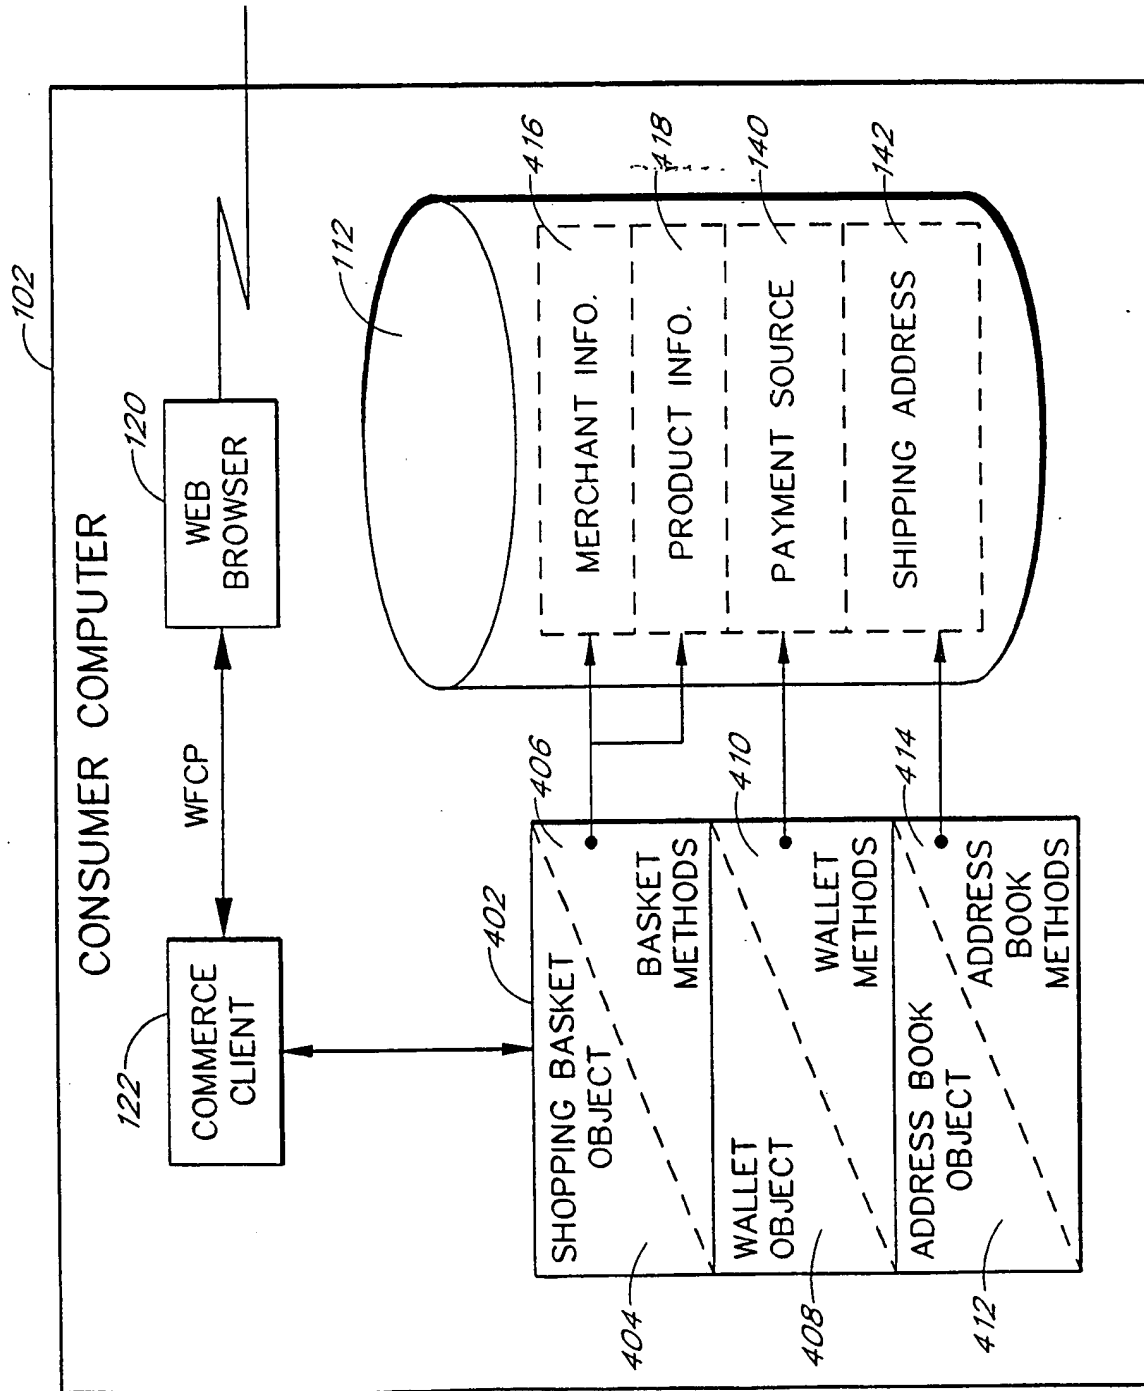 102
CONSUMER COMPUTER
122
COMMERCE
CLIENT
WFCP
120
WEB
BROWSER
402
404
SHOPPING BASKET
OBJECT
406
BASKET
METHODS
408
WALLET
OBJECT
410
WALLET
METHODS
412
ADDRESS BOOK
OBJECT
414
ADDRESS
BOOK
METHODS
112
MERCHANT INFO.
416
PRODUCT INFO.
418
PAYMENT SOURCE
140
SHIPPING ADDRESS
142